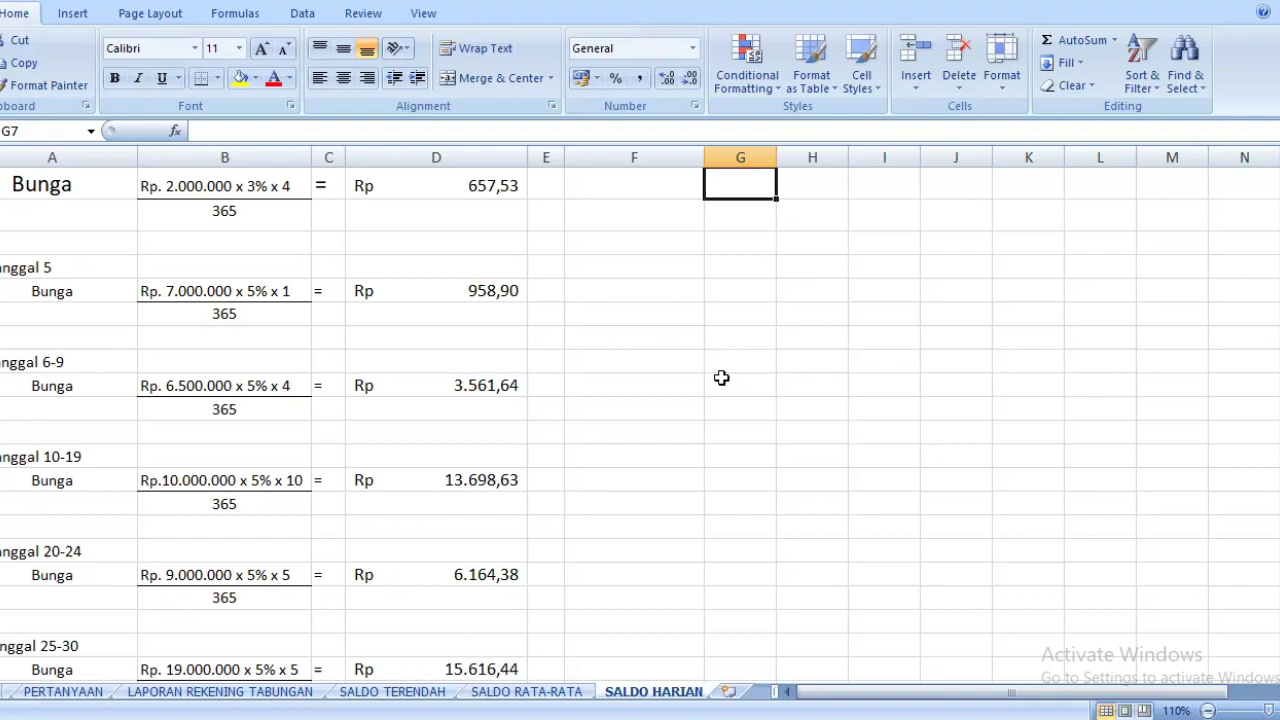 Home Insert Page Layout Formulas Data Review View
Cut
Copy
Format Painter
Calibri 11
Wrap Text
Merge & Center
General
Conditional Formatting
Format as Table
Cell Styles
Insert Delete Format
AutoSum
Fill
Clear
Sort & Filter
Find & Select
pboard Font Alignment Number Styles Cells Editing
G7 fx
A B C D E F G H I J K L M N
Bunga Rp. 2.000.000 x 3% x 4 = Rp 657,53
365
anggal 5
Bunga Rp. 7.000.000 x 5% x 1 = Rp 958,90
365
anggal 6-9
Bunga Rp. 6.500.000 x 5% x 4 = Rp 3.561,64
365
anggal 10-19
Bunga Rp.10.000.000 x 5% x 10 = Rp 13.698,63
365
anggal 20-24
Bunga Rp. 9.000.000 x 5% x 5 = Rp 6.164,38
365
nggal 25-30
Bunga Rp. 19.000.000 x 5% x 5 = Rp 15.616,44
Activate Windows
Go to Settings to activate Windows
PERTANYAAN LAPORAN REKENING TABUNGAN SALDO TERENDAH SALDO RATA-RATA SALDO HARIAN
110%